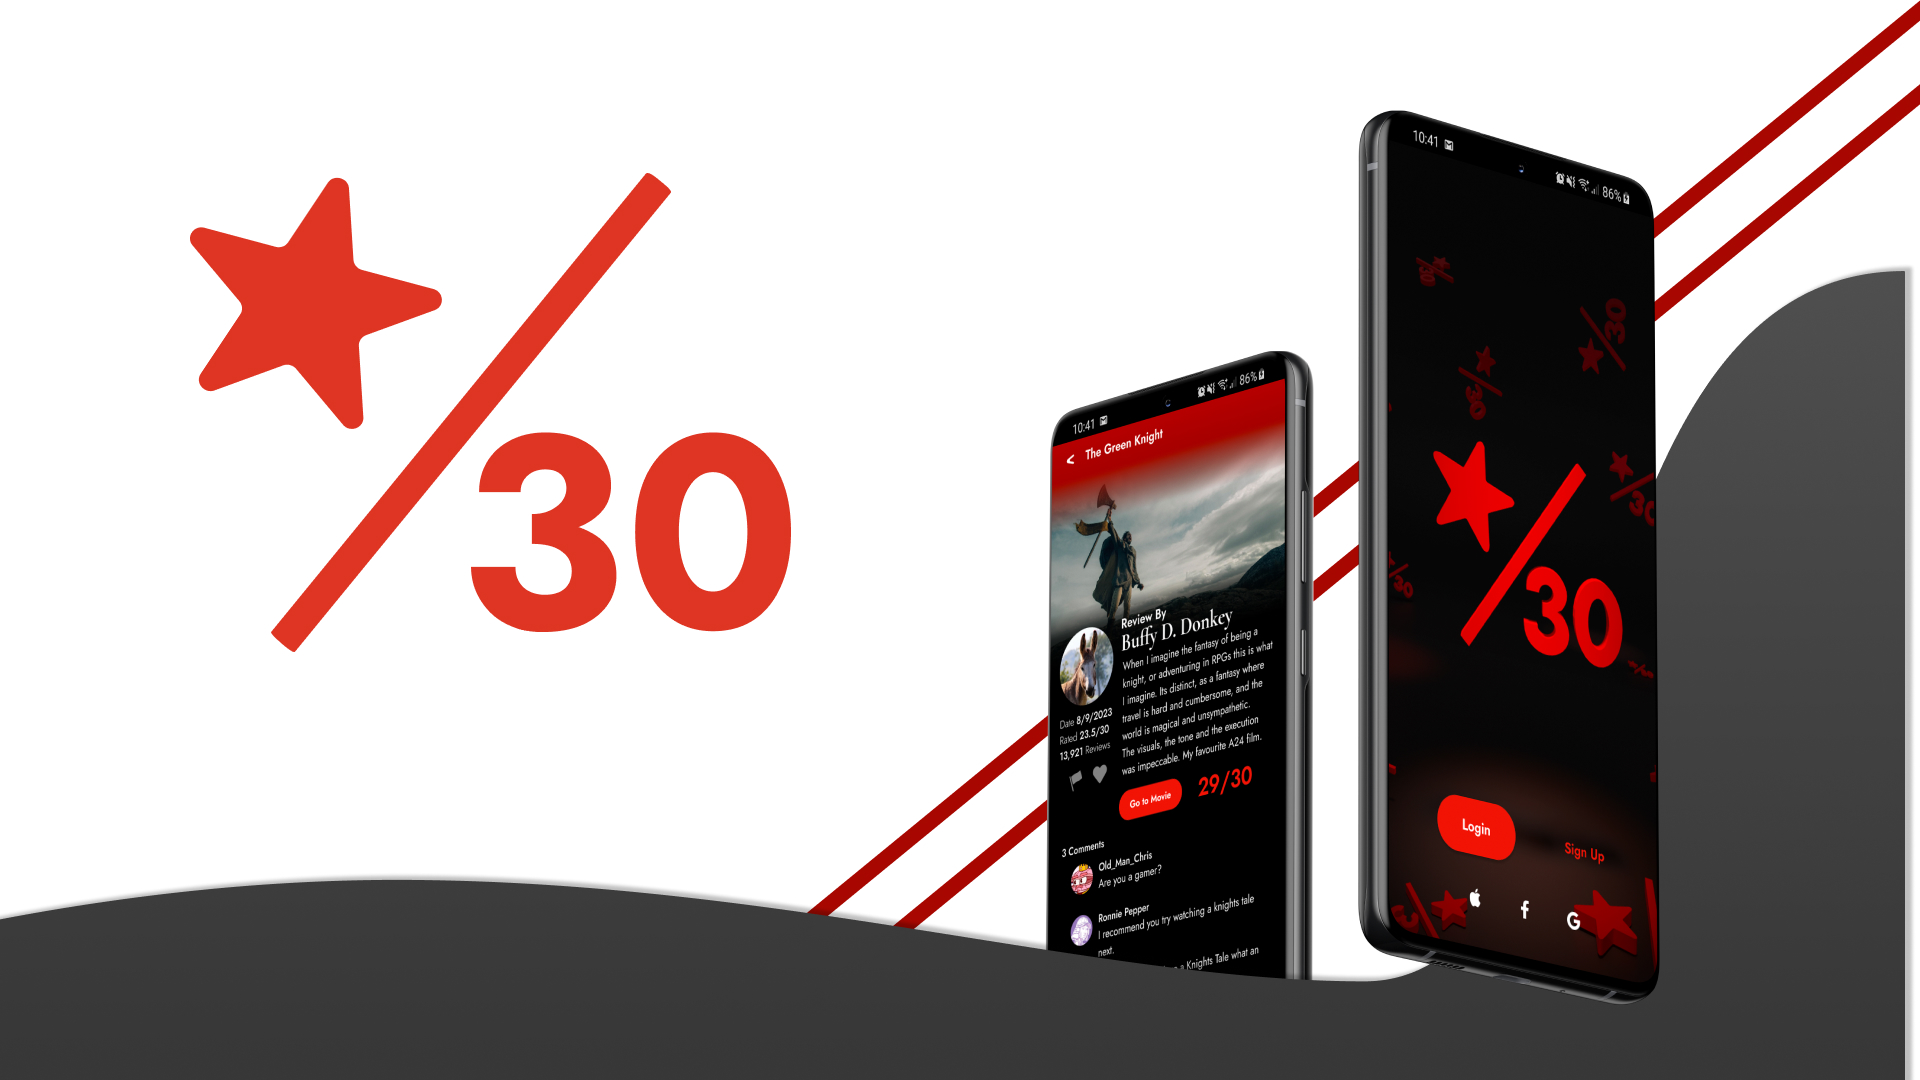 /30
10:41
86%
< The Green Knight
Review By
Buffy D. Donkey
When I imagine the fantasy of being a
knight, or adventuring in RPGs this is what
I imagine. Its distinct, as a fantasy where
travel is hard and cumbersome, and the
world is magical and unsympathetic.
The visuals, the tone and the execution
was impeccable. My favourite A24 film.
Date 8/9/2023
Rated 23.5/30
13,921 Reviews
Go to Movie
29/30
3 Comments
Old_Man_Chris
Are you a gamer?
Ronnie Pepper
I recommend you try watching a knights tale
next.
a Knights Tale what an
10:41
86%
/30
/30
/30
/30
/30
/30
Login
Sign Up
f
G